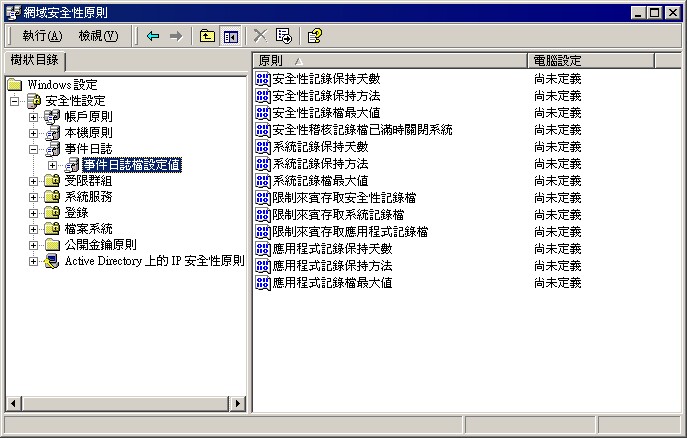 網域安全性原則
執行(A) 檢視(V)
樹狀目錄
Windows 設定
安全性設定
帳戶原則
本機原則
事件日誌
事件日誌檔設定值
受限群組
系統服務
登錄
檔案系統
公開金鑰原則
Active Directory 上的 IP 安全性原則
原則 電腦設定
安全性記錄保持天數 尚未定義
安全性記錄保持方法 尚未定義
安全性記錄檔最大值 尚未定義
安全性稽核記錄檔已滿時關閉系統 尚未定義
系統記錄保持天數 尚未定義
系統記錄保持方法 尚未定義
系統記錄檔最大值 尚未定義
限制來賓存取安全性記錄檔 尚未定義
限制來賓存取系統記錄檔 尚未定義
限制來賓存取應用程式記錄檔 尚未定義
應用程式記錄保持天數 尚未定義
應用程式記錄保持方法 尚未定義
應用程式記錄檔最大值 尚未定義